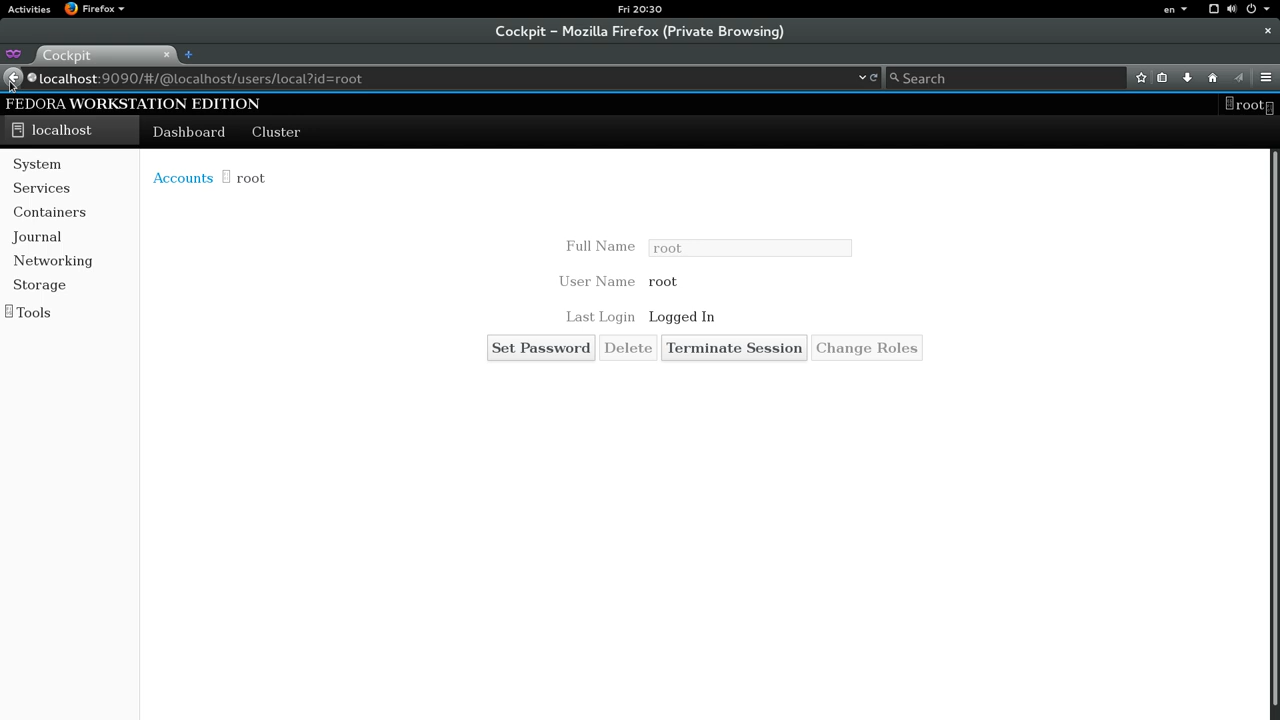 Activities Firefox Fri 20:30 en
Cockpit – Mozilla Firefox (Private Browsing) ×
Cockpit × +
localhost:9090/#/@localhost/users/local?id=root Search
FEDORA WORKSTATION EDITION root
localhost Dashboard Cluster
System
Services
Containers
Journal
Networking
Storage
Tools
Accounts root
Full Name root
User Name root
Last Login Logged In
Set Password Delete Terminate Session Change Roles